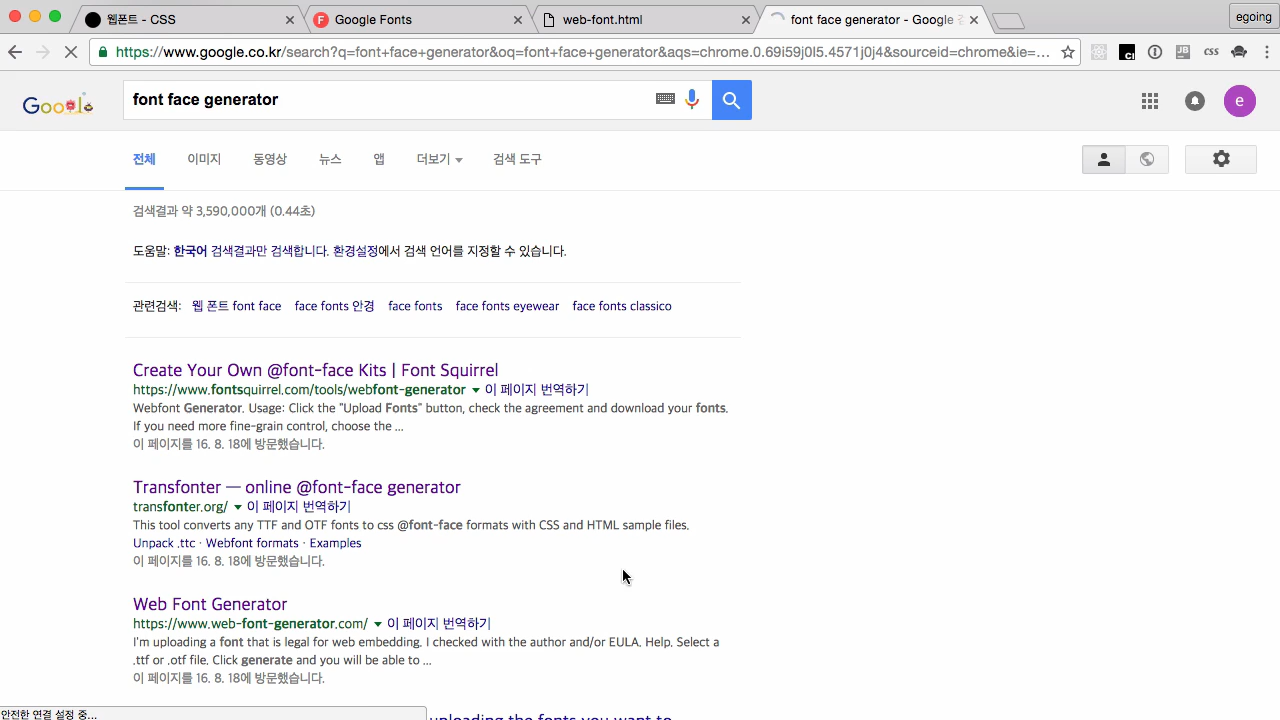 웹폰트 - CSS
Google Fonts
web-font.html
font face generator - Google
egoing
https://www.google.co.kr/search?q=font+face+generator&oq=font+face+generator&aqs=chrome.0.69i59j0l5.4571j0j4&sourceid=chrome&ie=...
css
font face generator
e
전체 이미지 동영상 뉴스 앱 더보기 검색 도구
검색결과 약 3,590,000개 (0.44초)
도움말: 한국어 검색결과만 검색합니다. 환경설정에서 검색 언어를 지정할 수 있습니다.
관련검색: 웹 폰트 font face face fonts 안경 face fonts face fonts eyewear face fonts classico
Create Your Own @font-face Kits | Font Squirrel
https://www.fontsquirrel.com/tools/webfont-generator 이 페이지 번역하기
Webfont Generator. Usage: Click the "Upload Fonts" button, check the agreement and download your fonts.
If you need more fine-grain control, choose the ...
이 페이지를 16. 8. 18에 방문했습니다.
Transfonter — online @font-face generator
transfonter.org/ 이 페이지 번역하기
This tool converts any TTF and OTF fonts to css @font-face formats with CSS and HTML sample files.
Unpack .ttc · Webfont formats · Examples
이 페이지를 16. 8. 18에 방문했습니다.
Web Font Generator
https://www.web-font-generator.com/ 이 페이지 번역하기
I'm uploading a font that is legal for web embedding. I checked with the author and/or EULA. Help. Select a
.ttf or .otf file. Click generate and you will be able to ...
이 페이지를 16. 8. 18에 방문했습니다.
안전한 연결 설정 중...
uploading the fonts you want to